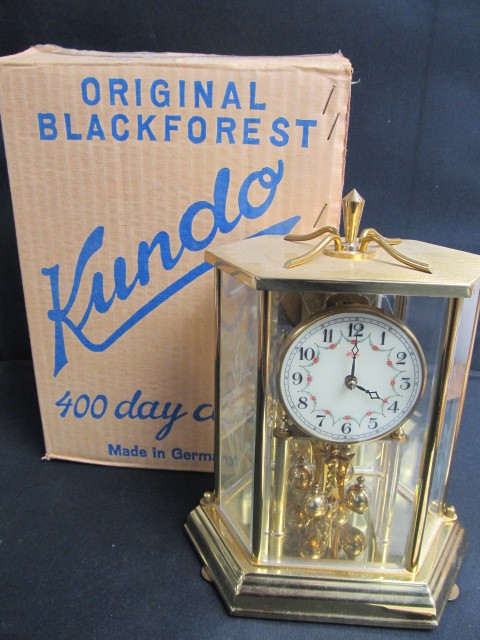 ORIGINAL
BLACKFOREST
Kundo
400 day
Made in
12
11 1
10 2
9 3
8 4
7 5
6